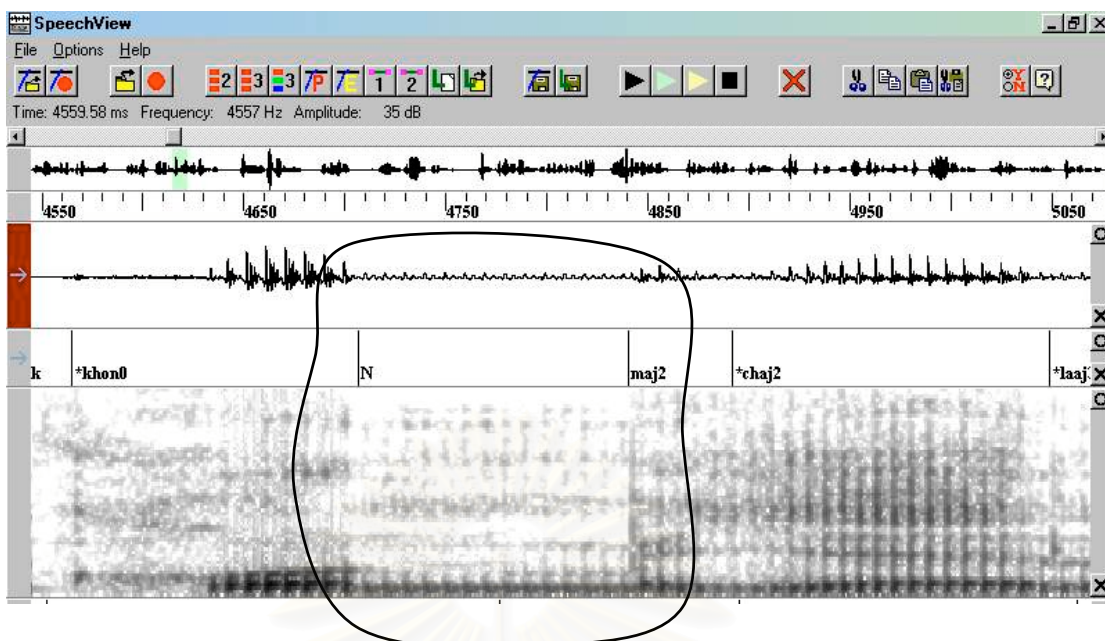 SpeechView
File Options Help
2 3 3 P E 1 2
Time: 4559.58 ms Frequency: 4557 Hz Amplitude: 35 dB
4550 4650 4750 4850 4950 5050
k *khon0 N maj2 *chaj2 *laaj